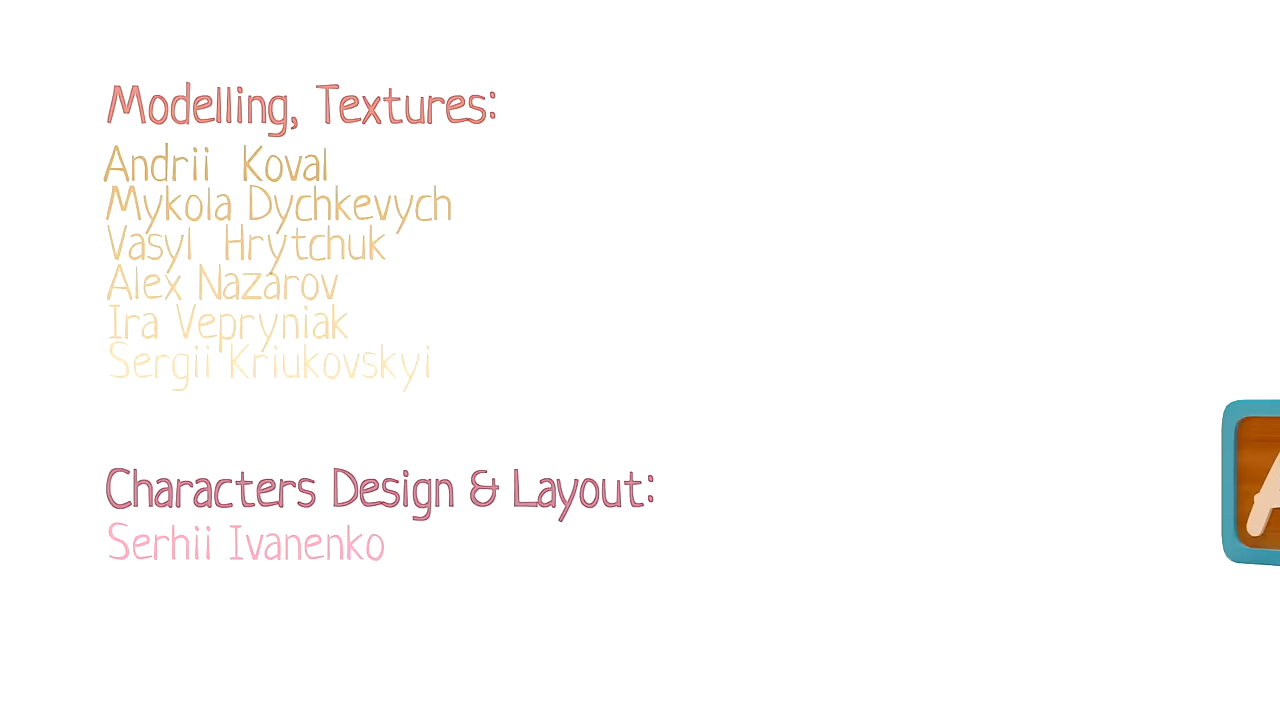 Modelling, Textures:
Andrii Koval
Mykola Dychkevych
Vasyl Hrytchuk
Alex Nazarov
Ira Vepryniak
Sergii Kriukovskyi
Characters Design & Layout:
Serhii Ivanenko